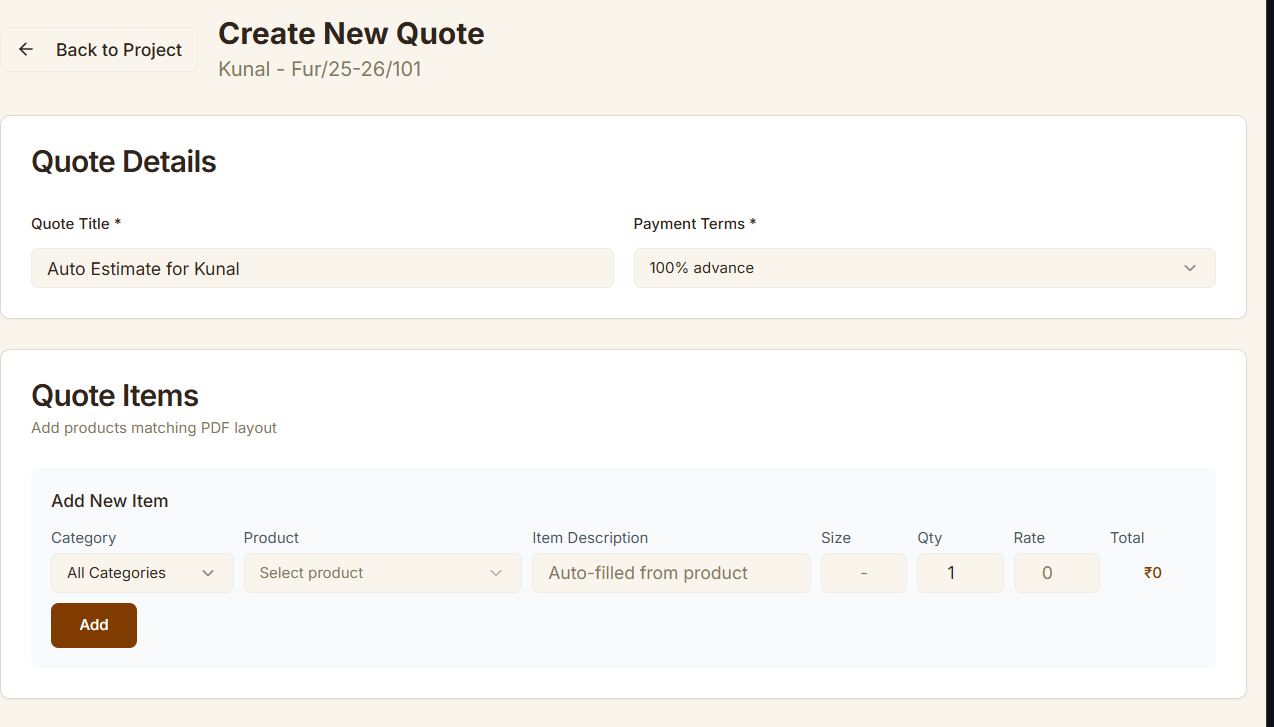 Back to Project
Create New Quote
Kunal - Fur/25-26/101
Quote Details
Quote Title *
Payment Terms *
Auto Estimate for Kunal
100% advance
Quote Items
Add products matching PDF layout
Add New Item
Category Product Item Description Size Qty Rate Total
All Categories Select product Auto-filled from product - 1 0 ₹0
Add